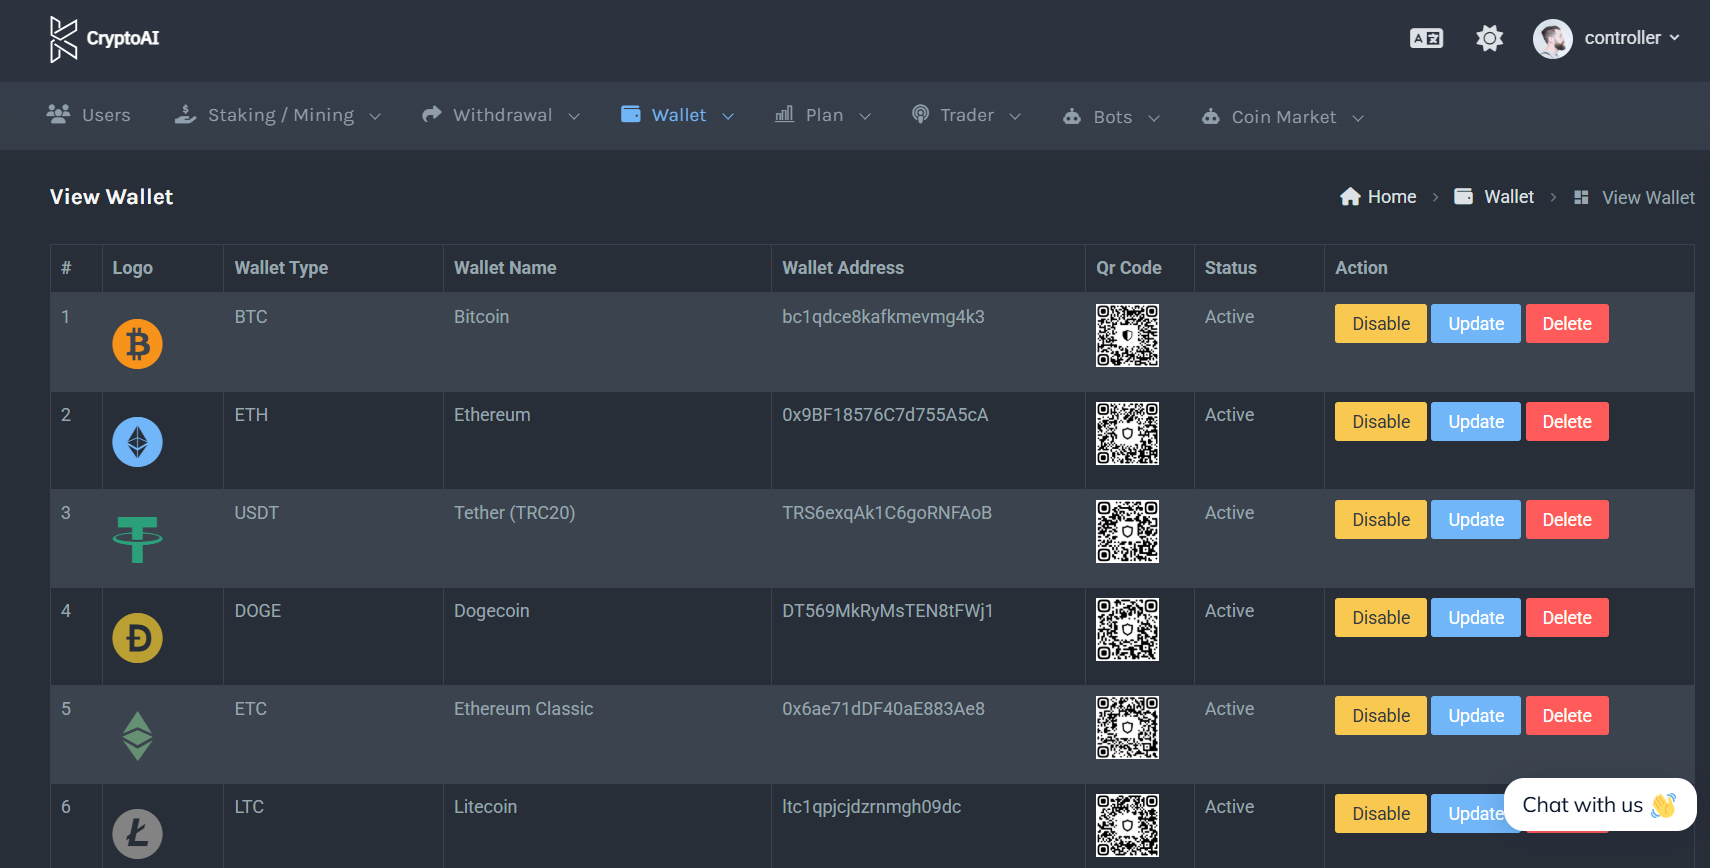 CryptoAI
controller
Users Staking / Mining Withdrawal Wallet Plan Trader Bots Coin Market
View Wallet
Home > Wallet > View Wallet
# Logo Wallet Type Wallet Name Wallet Address Qr Code Status Action
1 BTC Bitcoin bc1qdce8kafkmevmg4k3 Active Disable Update Delete
2 ETH Ethereum 0x9BF18576C7d755A5cA Active Disable Update Delete
3 USDT Tether (TRC20) TRS6exqAk1C6goRNFAoB Active Disable Update Delete
4 DOGE Dogecoin DT569MkRyMsTEN8tFWj1 Active Disable Update Delete
5 ETC Ethereum Classic 0x6ae71dDF40aE883Ae8 Active Disable Update Delete
6 LTC Litecoin ltc1qpjcjdzrnmgh09dc Active Disable Update
Chat with us 👋